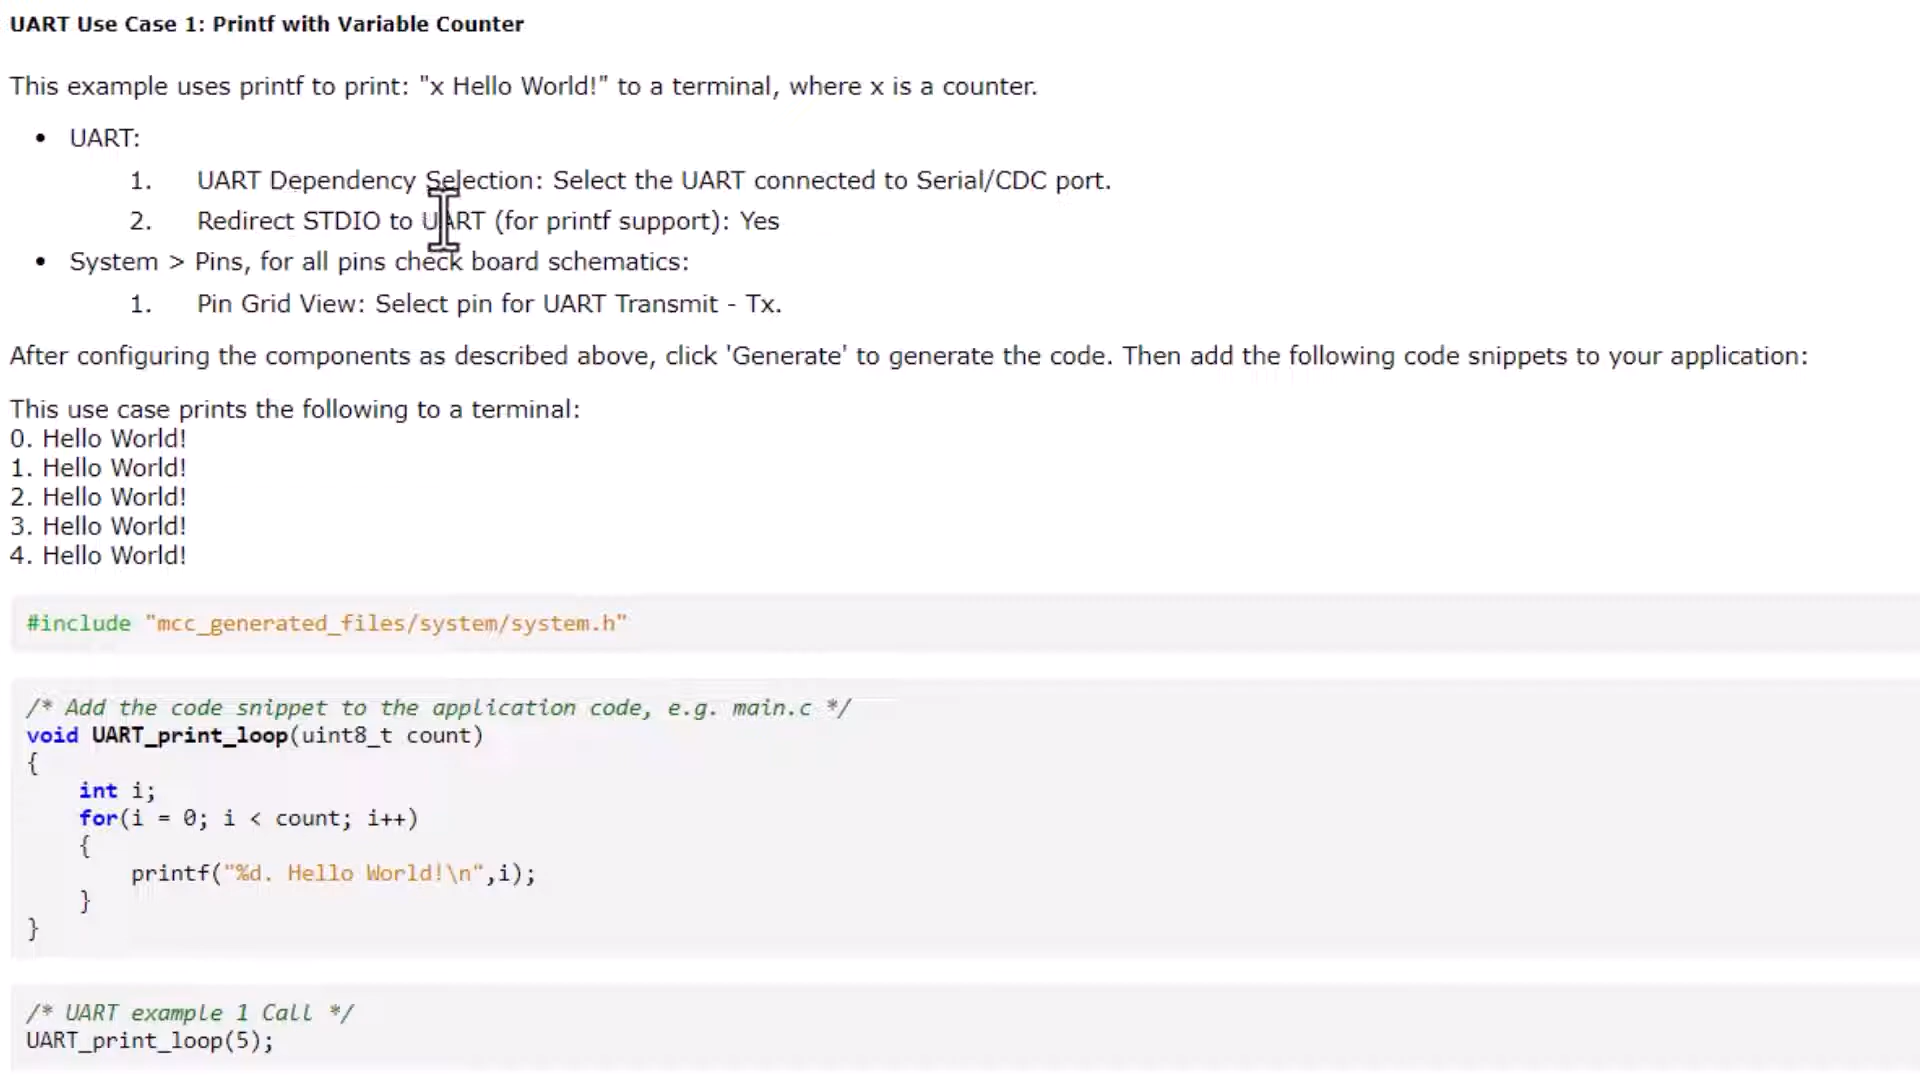 UART Use Case 1: Printf with Variable Counter
This example uses printf to print: "x Hello World!" to a terminal, where x is a counter.
• UART:
1. UART Dependency Selection: Select the UART connected to Serial/CDC port.
2. Redirect STDIO to UART (for printf support): Yes
• System > Pins, for all pins check board schematics:
1. Pin Grid View: Select pin for UART Transmit - Tx.
After configuring the components as described above, click 'Generate' to generate the code. Then add the following code snippets to your application:
This use case prints the following to a terminal:
0. Hello World!
1. Hello World!
2. Hello World!
3. Hello World!
4. Hello World!
#include "mcc_generated_files/system/system.h"
/* Add the code snippet to the application code, e.g. main.c */
void UART_print_loop(uint8_t count)
{
    int i;
    for(i = 0; i < count; i++)
    {
        printf("%d. Hello World!\n",i);
    }
}
/* UART example 1 Call */
UART_print_loop(5);